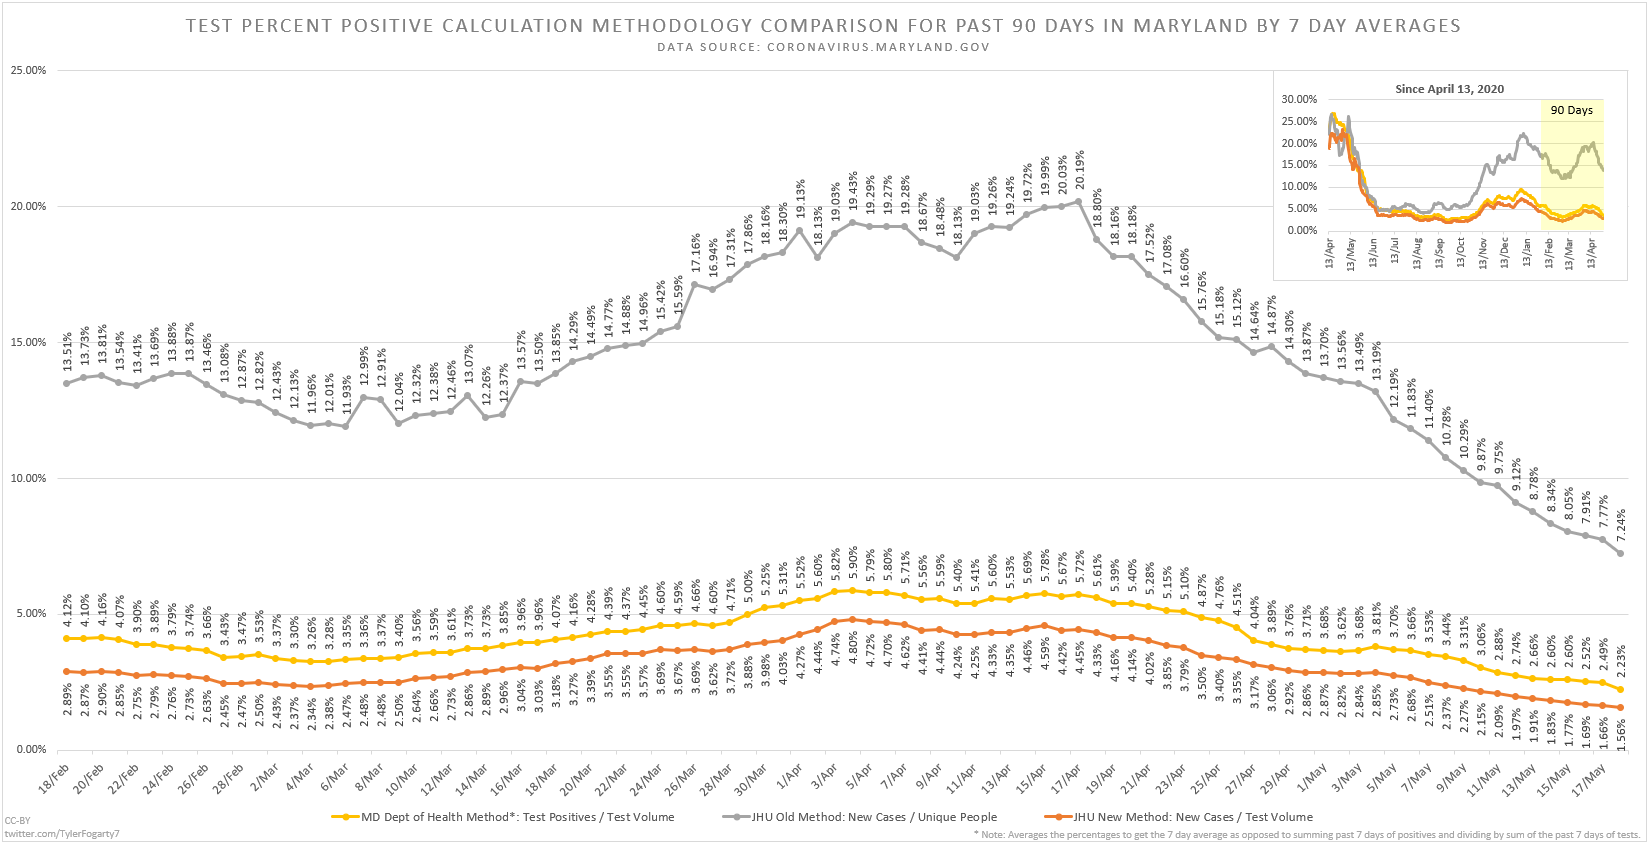 TEST PERCENT POSITIVE CALCULATION METHODOLOGY COMPARISON FOR PAST 90 DAYS IN MARYLAND BY 7 DAY AVERAGES
DATA SOURCE: CORONAVIRUS.MARYLAND.GOV
25.00%
20.00%
15.00%
10.00%
5.00%
0.00%
Since April 13, 2020
90 Days
30.00%
25.00%
20.00%
15.00%
10.00%
5.00%
0.00%
13/Apr 13/May 13/Jun 13/Jul 13/Aug 13/Sep 13/Oct 13/Nov 13/Dec 13/Jan 13/Feb 13/Mar 13/Apr
13.51% 13.73% 13.81% 13.54% 13.41% 13.69% 13.88% 13.87% 13.46% 13.08% 12.87% 12.82% 12.43% 12.13% 11.96% 12.01% 11.93% 12.99% 12.91% 12.04% 12.32% 12.38% 12.46% 13.07% 12.26% 12.37% 13.57% 13.50% 13.85% 14.29% 14.49% 14.77% 14.88% 14.96% 15.42% 15.59% 17.16% 16.94% 17.31% 17.86% 18.16% 18.30% 19.13% 18.13% 19.03% 19.43% 19.29% 19.27% 19.28% 18.67% 18.48% 18.13% 19.03% 19.26% 19.24% 19.72% 19.99% 20.03% 20.19% 18.80% 18.16% 18.18% 17.52% 17.08% 16.60% 15.76% 15.18% 15.12% 14.64% 14.87% 14.30% 13.87% 13.70% 13.56% 13.49% 13.19% 12.19% 11.83% 11.40% 10.78% 10.29% 9.87% 9.75% 9.12% 8.78% 8.34% 8.05% 7.91% 7.77% 7.24%
4.12% 4.10% 4.16% 4.07% 3.90% 3.89% 3.79% 3.74% 3.66% 3.43% 3.47% 3.53% 3.37% 3.30% 3.26% 3.28% 3.35% 3.36% 3.37% 3.40% 3.56% 3.59% 3.61% 3.73% 3.73% 3.85% 3.96% 3.96% 4.07% 4.16% 4.28% 4.39% 4.37% 4.45% 4.60% 4.59% 4.66% 4.60% 4.71% 5.00% 5.25% 5.31% 5.52% 5.60% 5.82% 5.90% 5.79% 5.80% 5.71% 5.56% 5.59% 5.40% 5.41% 5.60% 5.53% 5.69% 5.78% 5.67% 5.72% 5.61% 5.39% 5.40% 5.28% 5.15% 5.10% 4.87% 4.76% 4.51% 4.04% 3.89% 3.76% 3.71% 3.68% 3.62% 3.68% 3.81% 3.70% 3.66% 3.53% 3.44% 3.31% 3.06% 2.88% 2.74% 2.66% 2.60% 2.60% 2.52% 2.49% 2.23%
2.89% 2.87% 2.90% 2.85% 2.75% 2.79% 2.76% 2.73% 2.63% 2.45% 2.47% 2.50% 2.43% 2.37% 2.34% 2.38% 2.47% 2.48% 2.48% 2.50% 2.64% 2.66% 2.73% 2.86% 2.89% 2.96% 3.04% 3.03% 3.18% 3.27% 3.39% 3.55% 3.55% 3.57% 3.69% 3.67% 3.69% 3.62% 3.72% 3.88% 3.98% 4.03% 4.27% 4.44% 4.74% 4.80% 4.72% 4.70% 4.62% 4.41% 4.44% 4.24% 4.25% 4.33% 4.35% 4.46% 4.59% 4.42% 4.45% 4.33% 4.16% 4.14% 4.02% 3.85% 3.79% 3.50% 3.40% 3.35% 3.17% 3.06% 2.92% 2.86% 2.87% 2.82% 2.84% 2.85% 2.73% 2.68% 2.51% 2.37% 2.27% 2.15% 2.09% 1.97% 1.91% 1.83% 1.77% 1.69% 1.66% 1.56%
18/Feb 20/Feb 22/Feb 24/Feb 26/Feb 28/Feb 2/Mar 4/Mar 6/Mar 8/Mar 10/Mar 12/Mar 14/Mar 16/Mar 18/Mar 20/Mar 22/Mar 24/Mar 26/Mar 28/Mar 30/Mar 1/Apr 3/Apr 5/Apr 7/Apr 9/Apr 11/Apr 13/Apr 15/Apr 17/Apr 19/Apr 21/Apr 23/Apr 25/Apr 27/Apr 29/Apr 1/May 3/May 5/May 7/May 9/May 11/May 13/May 15/May 17/May
MD Dept of Health Method*: Test Positives / Test Volume JHU Old Method: New Cases / Unique People JHU New Method: New Cases / Test Volume
CC-BY
twitter.com/TylerFogarty7
* Note: Averages the percentages to get the 7 day average as opposed to summing past 7 days of positives and dividing by sum of the past 7 days of tests.